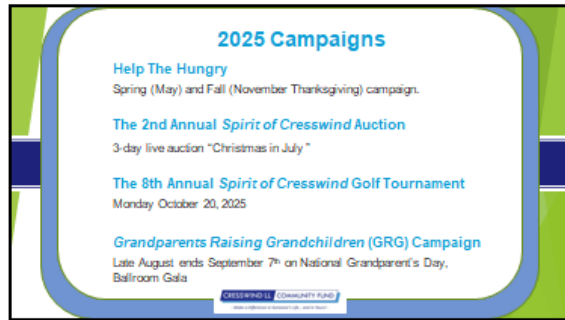 2025 Campaigns
Help The Hungry
Spring (May) and Fall (November Thanksgiving) campaign.
The 2nd Annual Spirit of Cresswind Auction
3-day live auction “Christmas in July ”
The 8th Annual Spirit of Cresswind Golf Tournament
Monday October 20, 2025
Grandparents Raising Grandchildren (GRG) Campaign
Late August ends September 7th on National Grandparent's Day,
Ballroom Gala
CRESSWIND LL COMMUNITY FUND